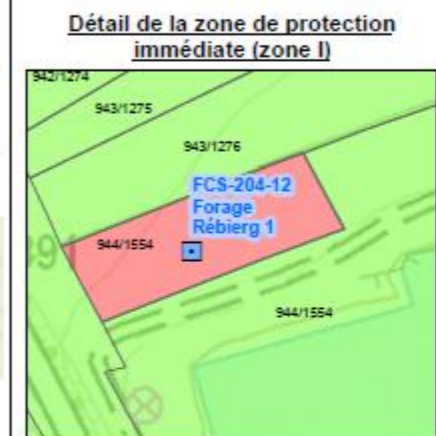 Détail de la zone de protection
immédiate (zone I)
942/1274
943/1275
943/1276
FCS-204-12
Forage
Rébierg 1
944/1554
391
944/1554